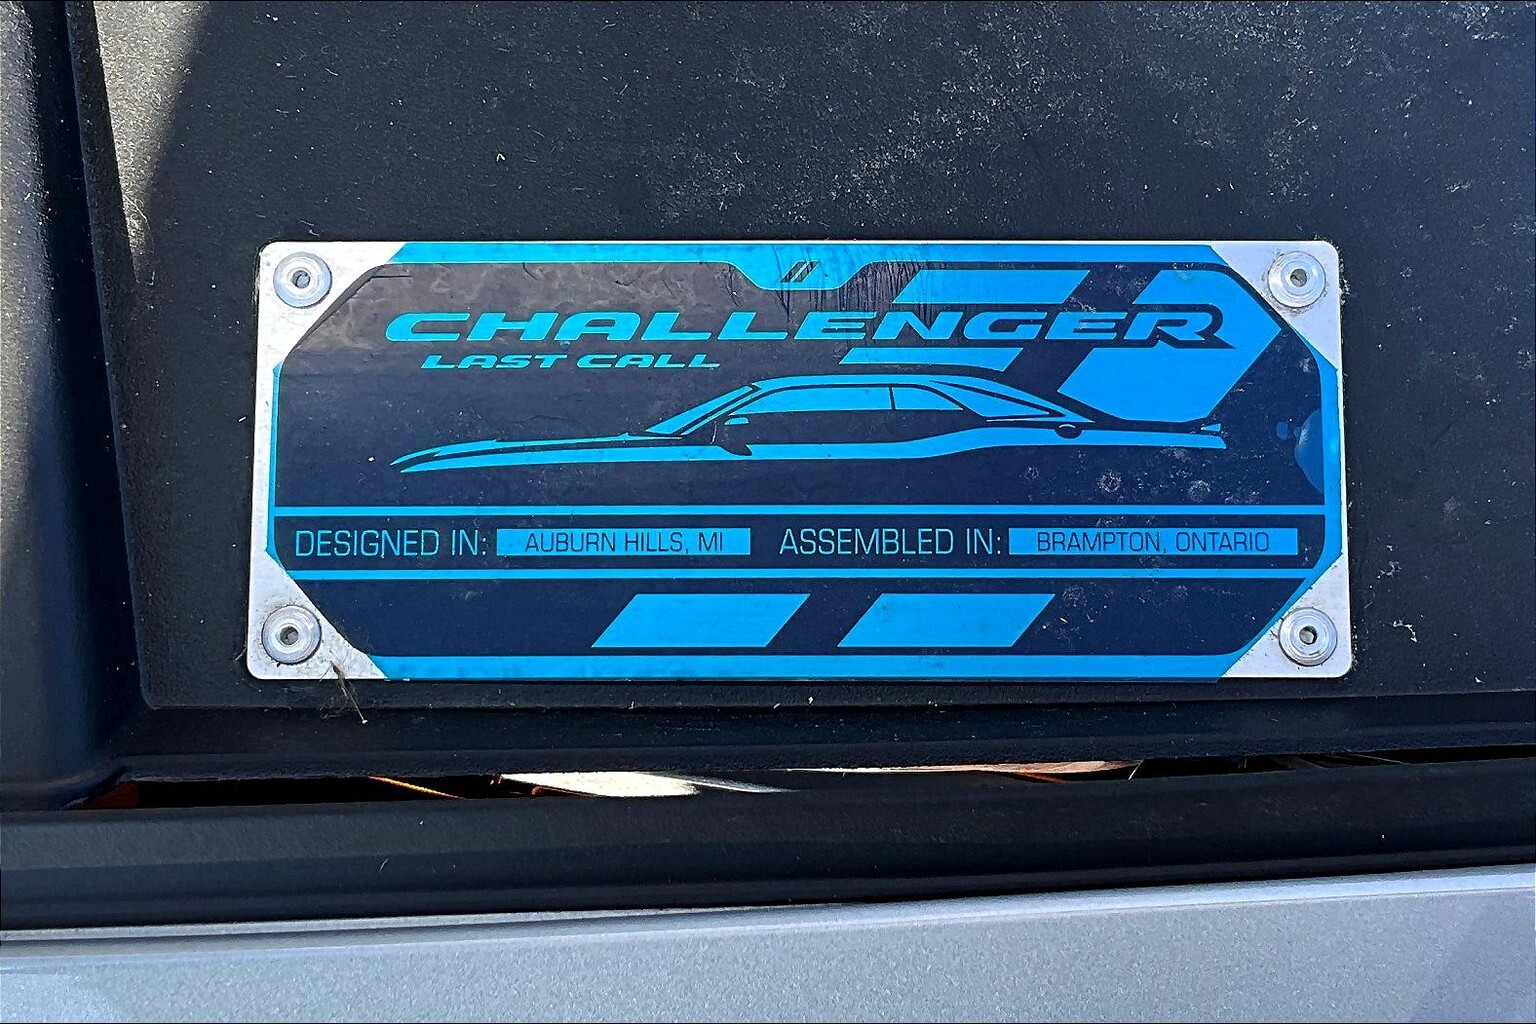 CHALLENGER
LAST CALL
DESIGNED IN: AUBURN HILLS, MI ASSEMBLED IN: BRAMPTON, ONTARIO